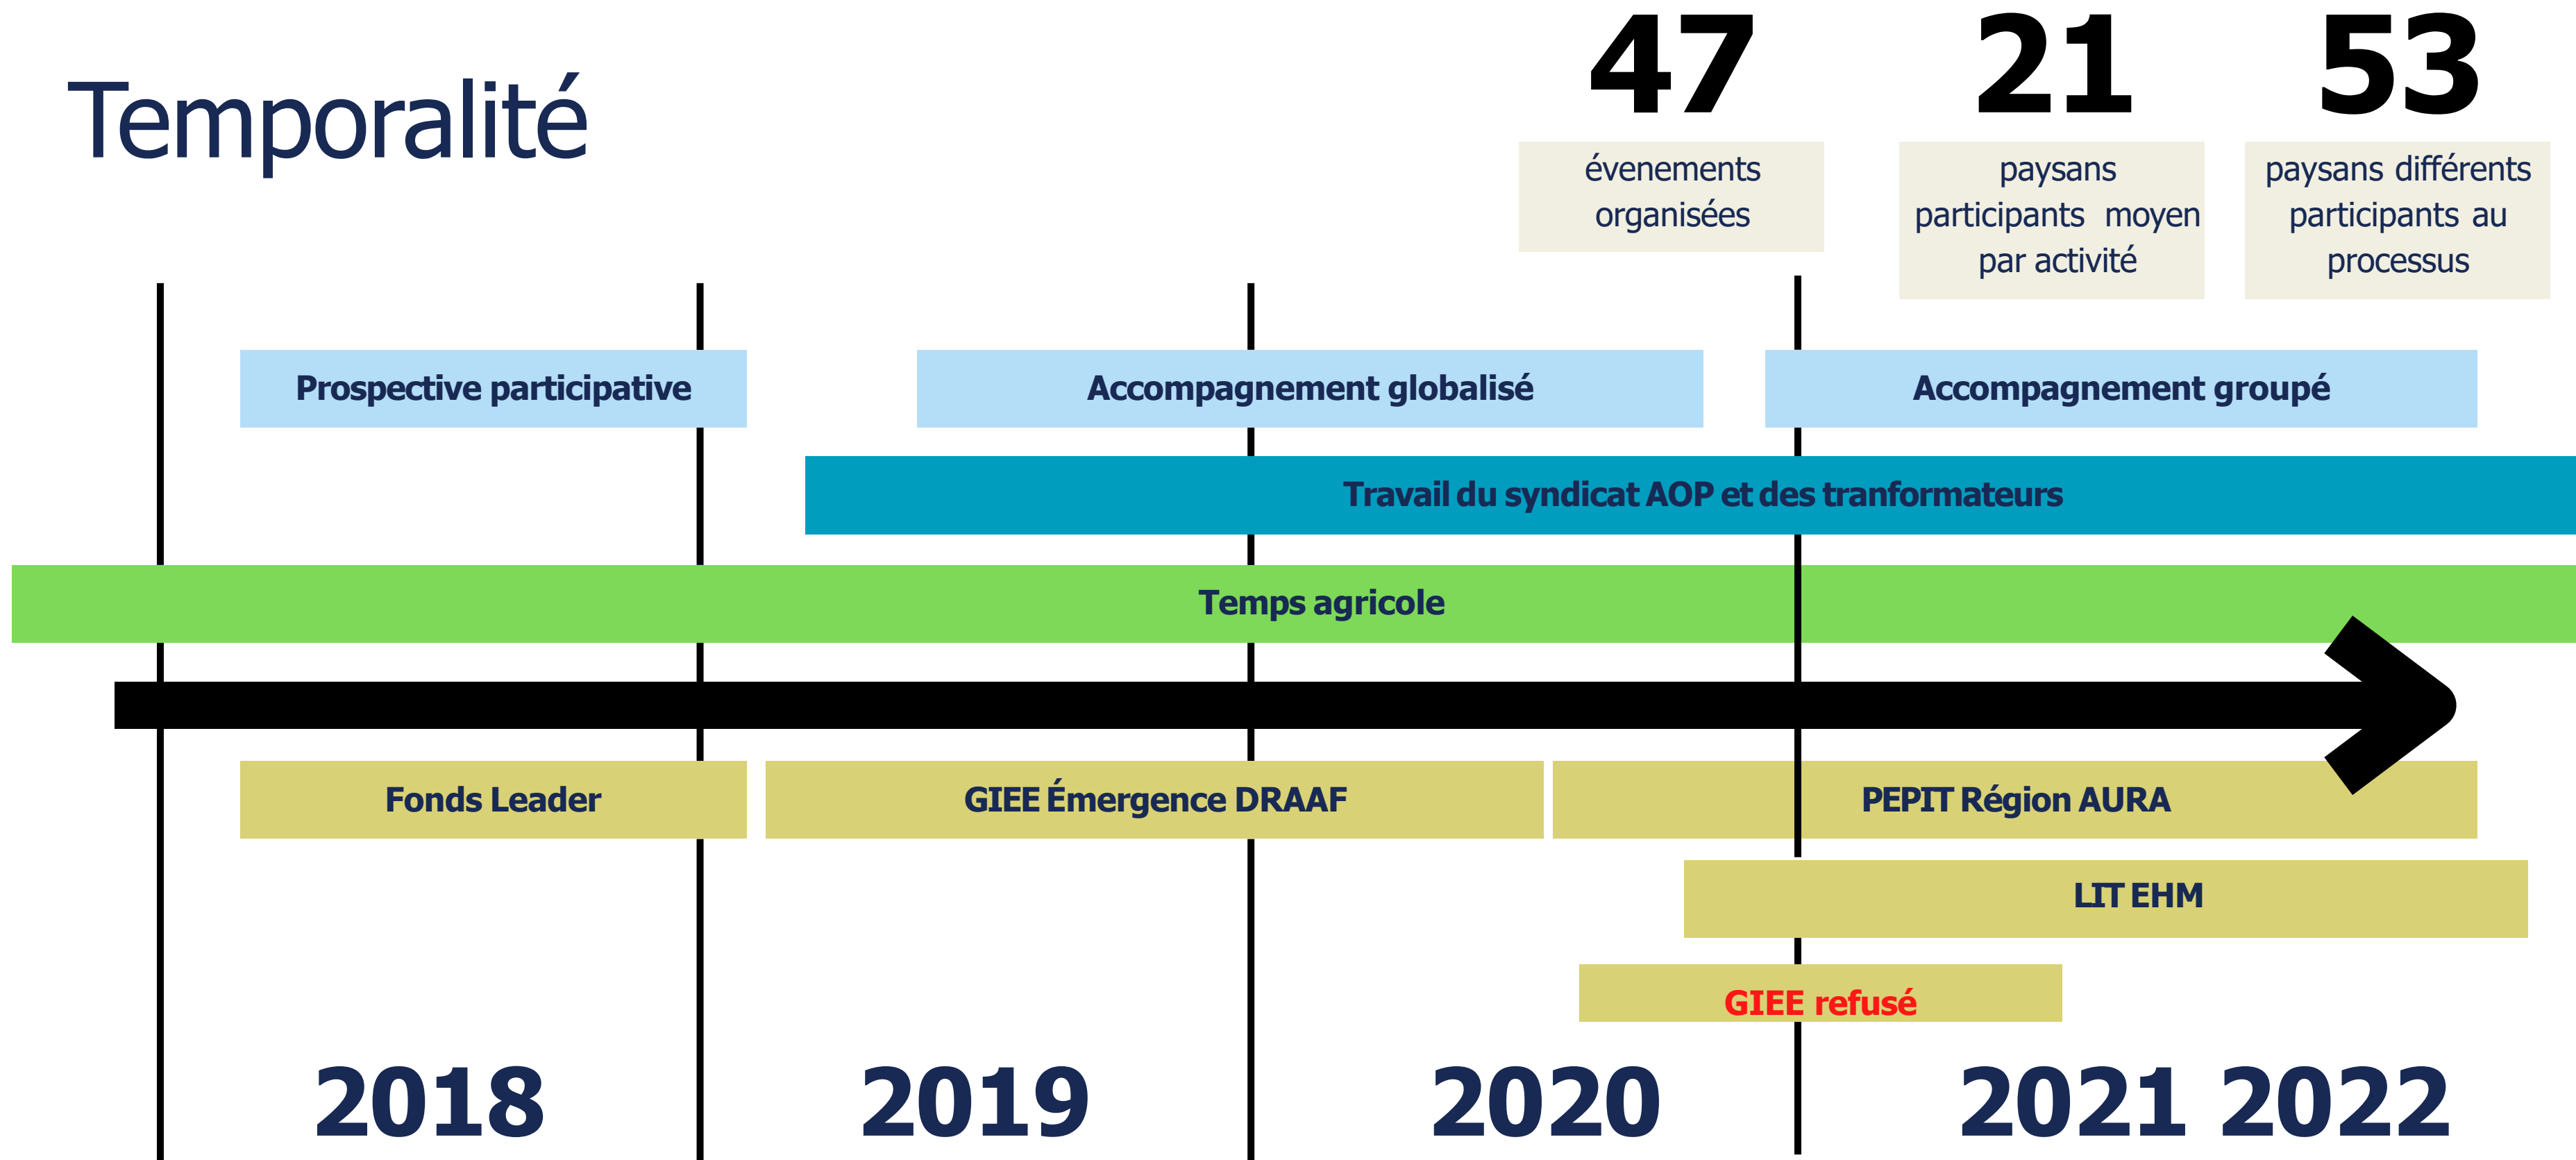 Temporalité
47
évenements
organisées
21
paysans
participants moyen
par activité
53
paysans différents
participants au
processus
Prospective participative
Accompagnement globalisé
Accompagnement groupé
Travail du syndicat AOP et des tranformateurs
Temps agricole
Fonds Leader
GIEE Émergence DRAAF
PEPIT Région AURA
LIT EHM
GIEE refusé
2018
2019
2020
2021 2022